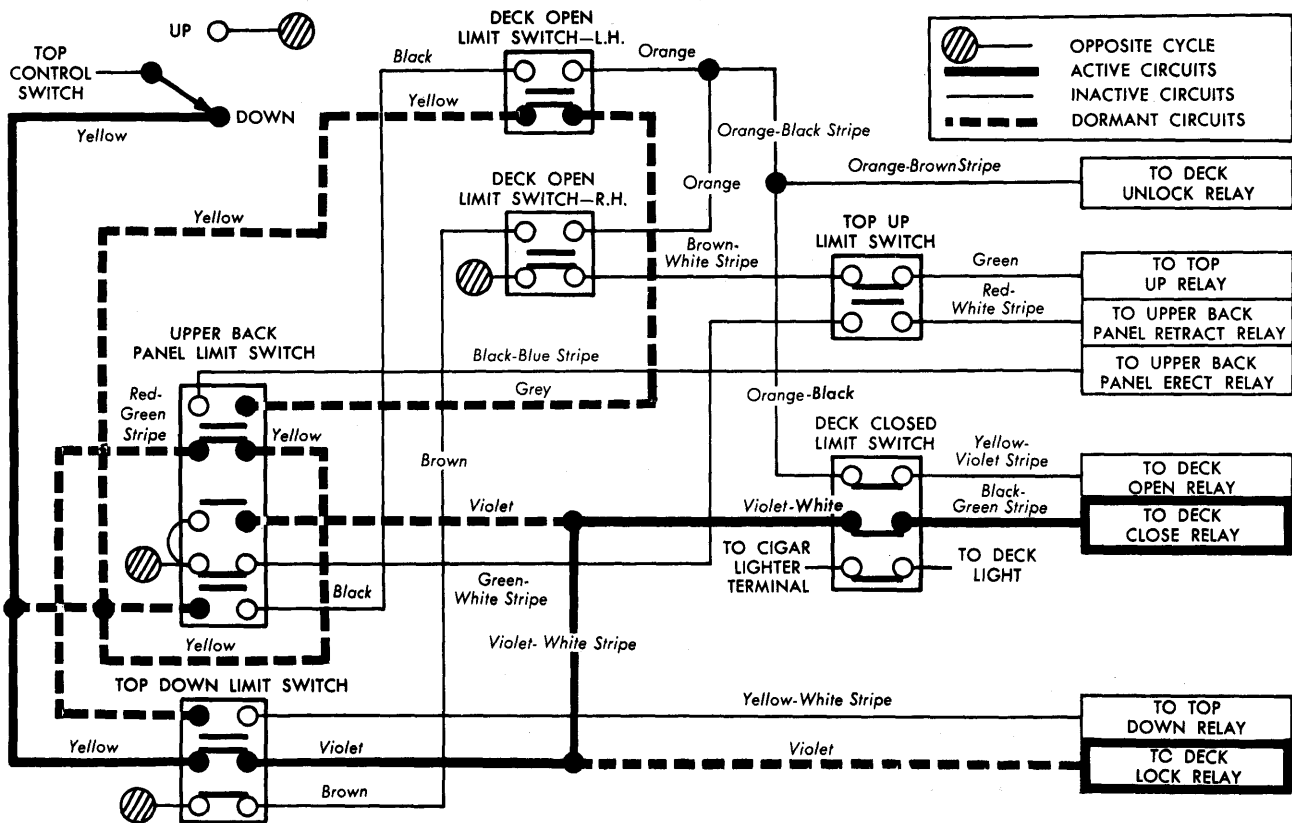 UP
TOP
CONTROL
SWITCH
DOWN
Yellow
DECK OPEN
LIMIT SWITCH—L.H.
Black
Orange
Yellow
OPPOSITE CYCLE
ACTIVE CIRCUITS
INACTIVE CIRCUITS
DORMANT CIRCUITS
Orange-Black Stripe
Orange-Brown Stripe
TO DECK
UNLOCK RELAY
DECK OPEN
LIMIT SWITCH—R.H.
Orange
Yellow
Brown-
White Stripe
TOP UP
LIMIT SWITCH
Green
TO TOP
UP RELAY
Red-
White Stripe
TO UPPER BACK
PANEL RETRACT RELAY
UPPER BACK
PANEL LIMIT SWITCH
Black-Blue Stripe
TO UPPER BACK
PANEL ERECT RELAY
Red-
Green
Stripe
Grey
Orange-Black
Yellow
DECK CLOSED
LIMIT SWITCH
Brown
Yellow-
Violet Stripe
TO DECK
OPEN RELAY
Violet
Violet-White
Black-
Green Stripe
TO DECK
CLOSE RELAY
TO CIGAR
LIGHTER
TERMINAL
TO DECK
LIGHT
Green-
White Stripe
Black
Yellow
Violet- White Stripe
TOP DOWN LIMIT SWITCH
Yellow-White Stripe
TO TOP
DOWN RELAY
Yellow
Violet
Violet
TO DECK
LOCK RELAY
Brown